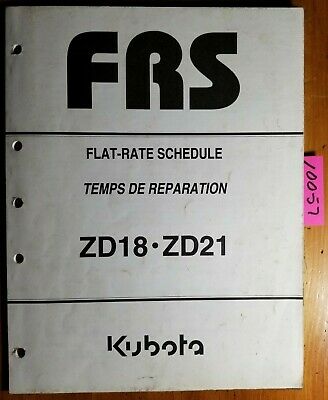 FRS
FLAT-RATE SCHEDULE
TEMPS DE REPARATION
ZD18·ZD21
Kubota
10057